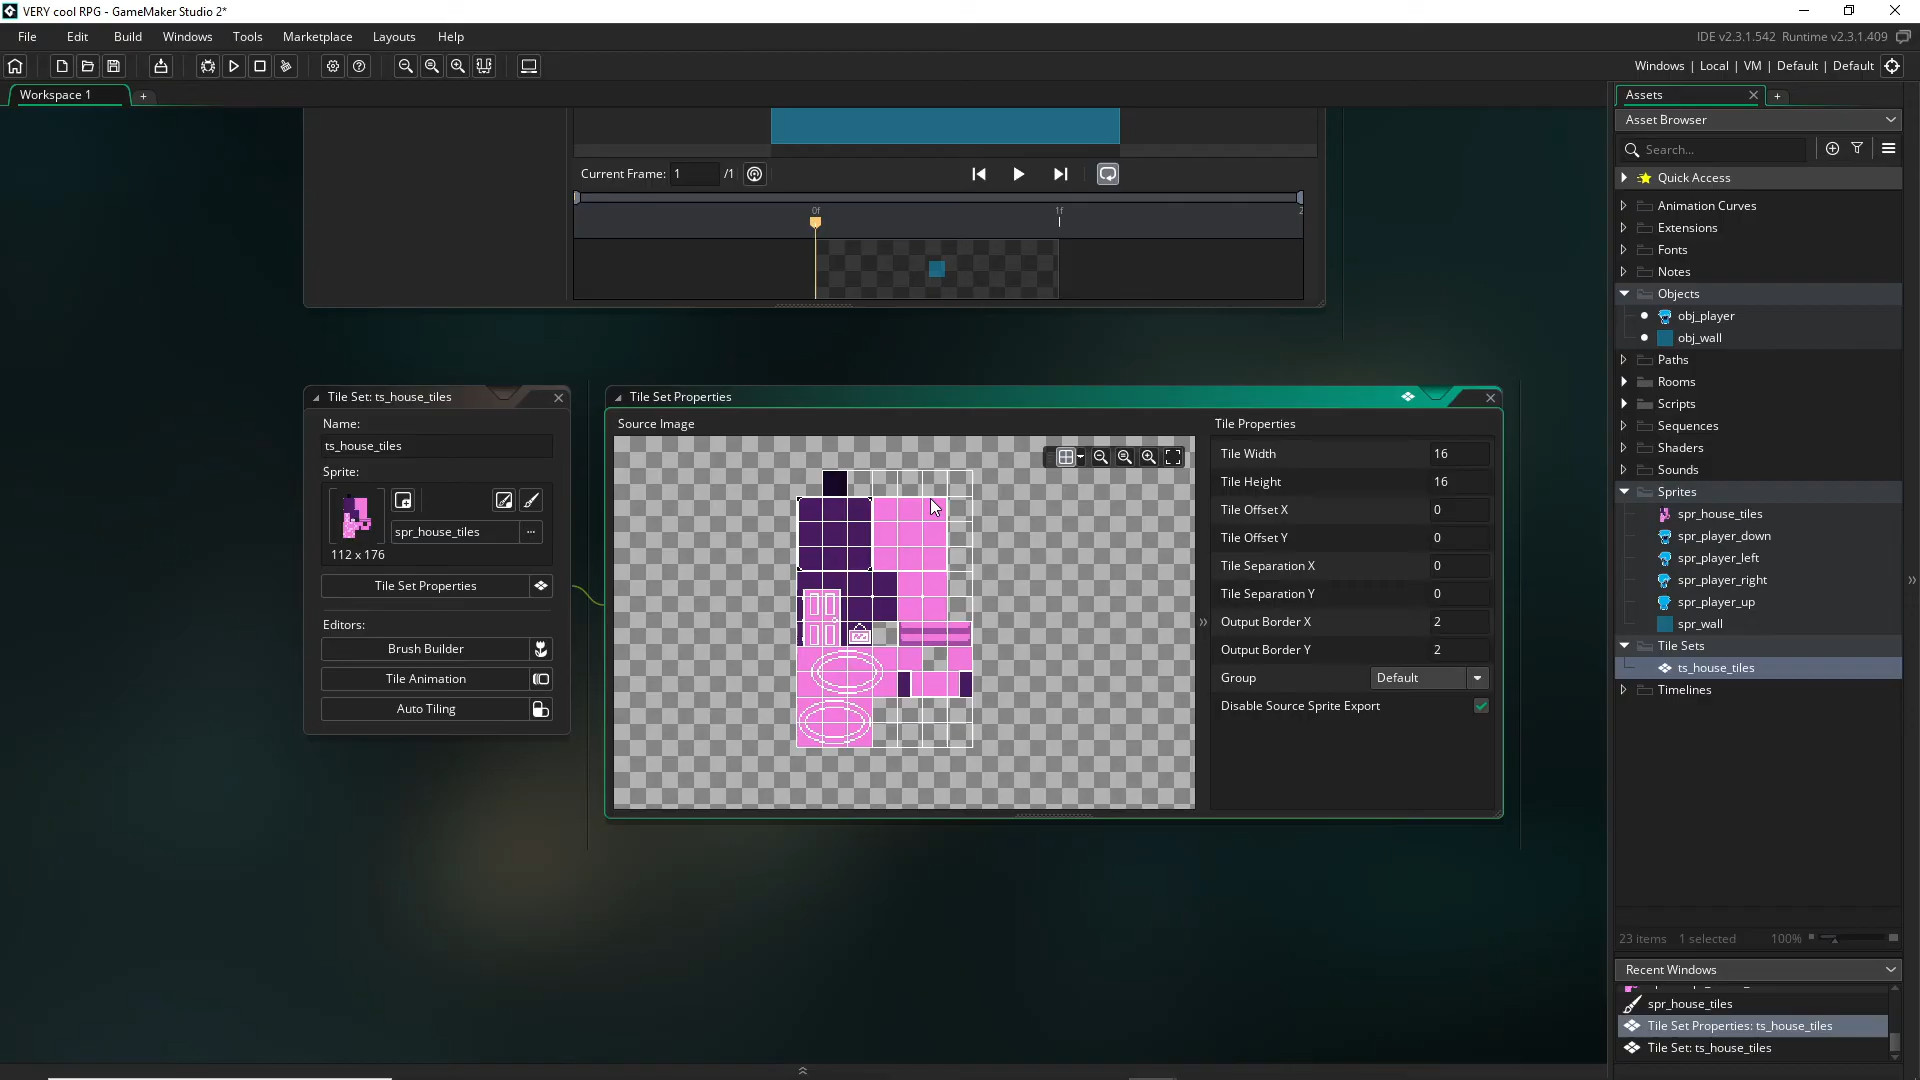 VERY cool RPG - GameMaker Studio 2*
File Edit Build Windows Tools Marketplace Layouts Help
IDE v2.3.1.542 Runtime v2.3.1.409
Windows | Local | VM | Default | Default
Workspace 1
Current Frame: 1 /1
0f 1f 2
Tile Set: ts_house_tiles
Name:
ts_house_tiles
Sprite:
spr_house_tiles
112 x 176
Tile Set Properties
Editors:
Brush Builder
Tile Animation
Auto Tiling
Tile Set Properties
Source Image
Tile Properties
Tile Width 16
Tile Height 16
Tile Offset X 0
Tile Offset Y 0
Tile Separation X 0
Tile Separation Y 0
Output Border X 2
Output Border Y 2
Group Default
Disable Source Sprite Export
Assets
Asset Browser
Search...
Quick Access
Animation Curves
Extensions
Fonts
Notes
Objects
obj_player
obj_wall
Paths
Rooms
Scripts
Sequences
Shaders
Sounds
Sprites
spr_house_tiles
spr_player_down
spr_player_left
spr_player_right
spr_player_up
spr_wall
Tile Sets
ts_house_tiles
Timelines
23 items 1 selected 100%
Recent Windows
spr_house_tiles
Tile Set Properties: ts_house_tiles
Tile Set: ts_house_tiles